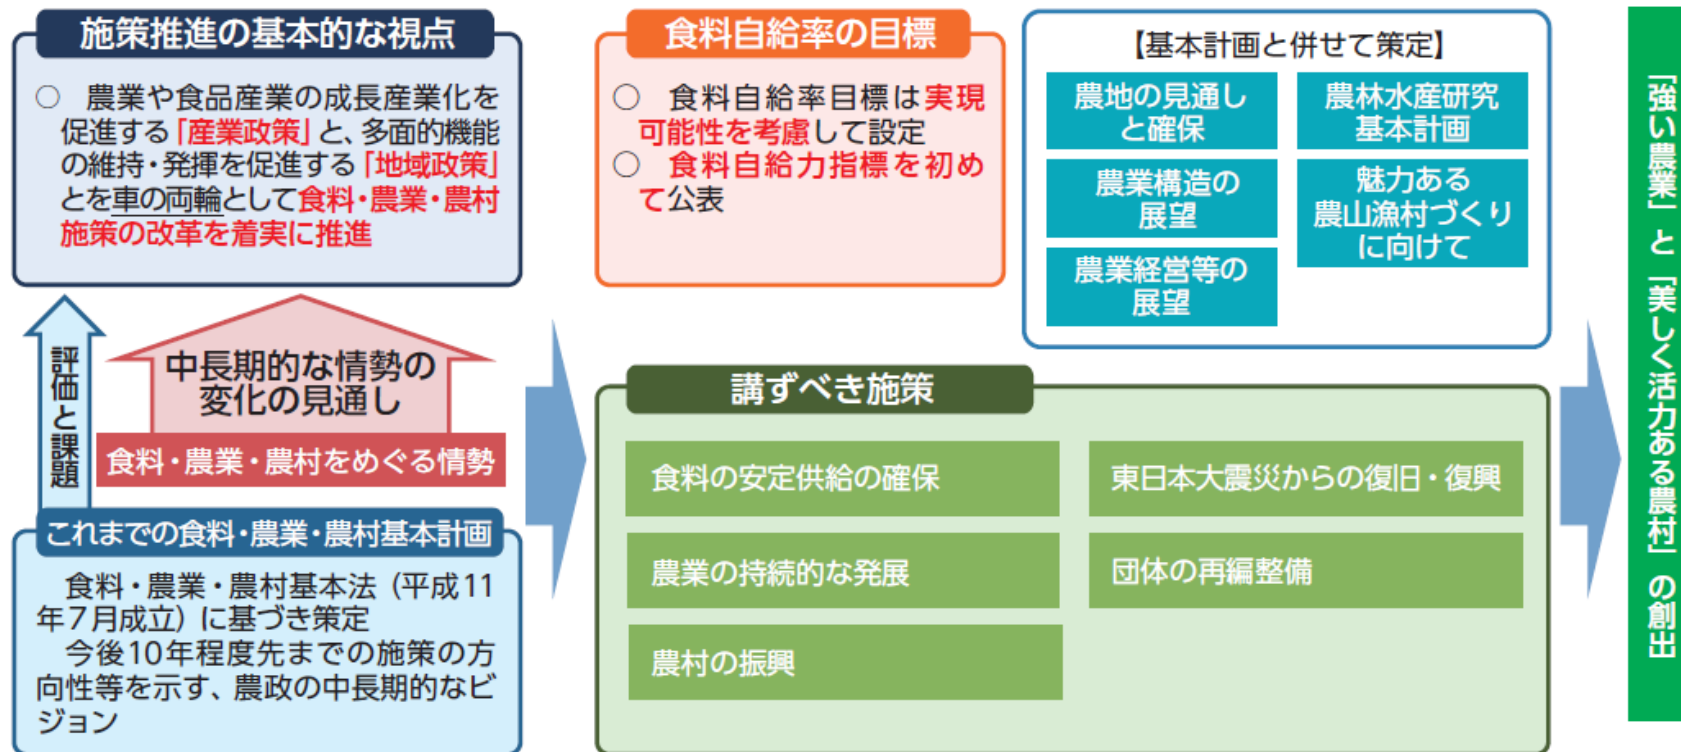 施策推進の基本的な視点
○ 農業や食品産業の成長産業化を
促進する「産業政策」と、多面的機能
の維持・発揮を促進する「地域政策」
とを車の両輪として食料・農業・農村
施策の改革を着実に推進
評価と課題
中長期的な情勢の
変化の見通し
食料・農業・農村をめぐる情勢
これまでの食料・農業・農村基本計画
食料・農業・農村基本法（平成11
年7月成立）に基づき策定
今後10年程度先までの施策の方
向性等を示す、農政の中長期的なビ
ジョン
食料自給率の目標
○ 食料自給率目標は実現
可能性を考慮して設定
○ 食料自給力指標を初め
て公表
【基本計画と併せて策定】
農地の見通し
と確保
農業構造の
展望
農業経営等の
展望
農林水産研究
基本計画
魅力ある
農山漁村づくり
に向けて
講ずべき施策
食料の安定供給の確保
農業の持続的な発展
農村の振興
東日本大震災からの復旧・復興
団体の再編整備
「強い農業」と「美しく活力ある農村」の創出